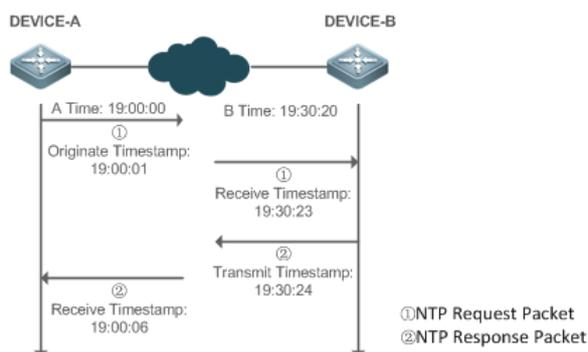 DEVICE-A
DEVICE-B
A Time: 19:00:00
B Time: 19:30:20
①
Originate Timestamp:
19:00:01
①
Receive Timestamp:
19:30:23
②
Transmit Timestamp:
19:30:24
②
Receive Timestamp:
19:00:06
①NTP Request Packet
②NTP Response Packet